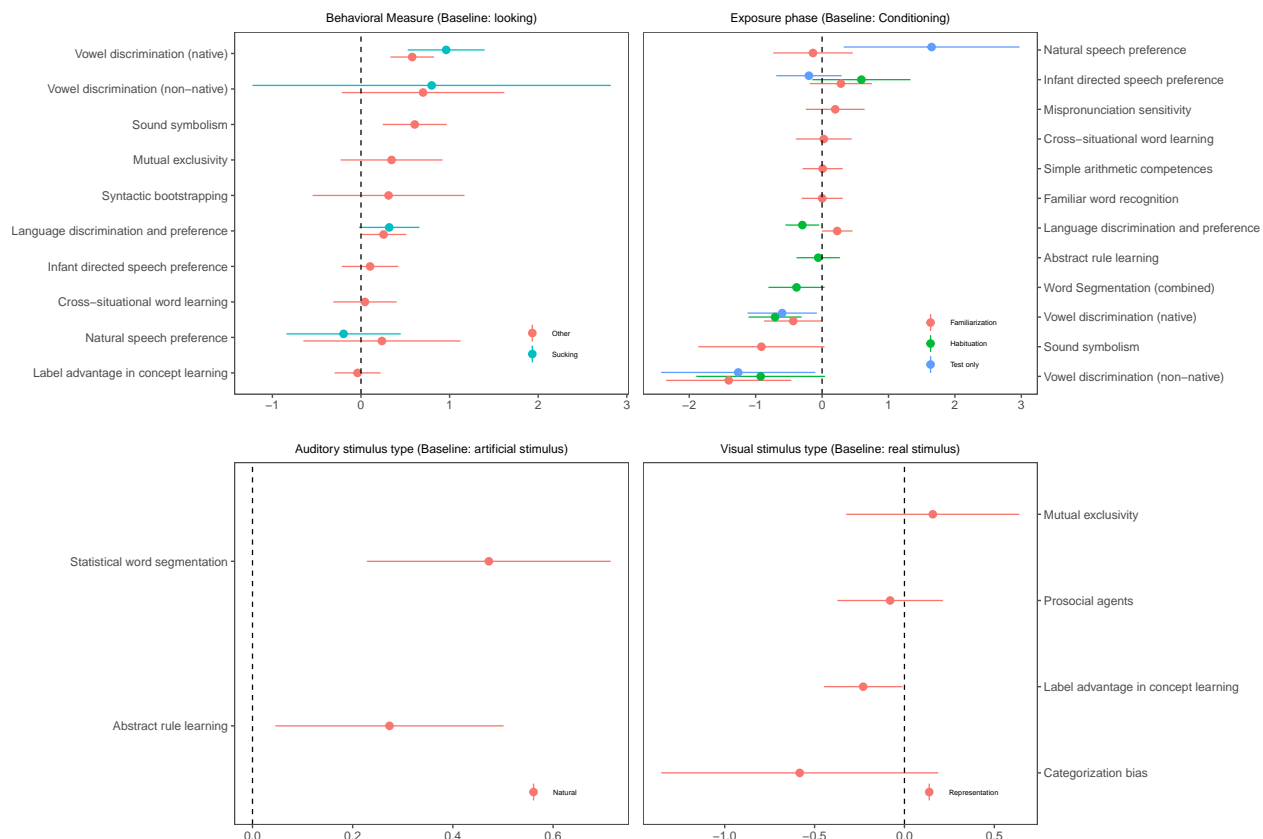 Behavioral Measure (Baseline: looking)
Vowel discrimination (native)
Vowel discrimination (non−native)
Sound symbolism
Mutual exclusivity
Syntactic bootstrapping
Language discrimination and preference
Infant directed speech preference
Cross−situational word learning
Natural speech preference
Label advantage in concept learning
Other
Sucking
−1 0 1 2 3
Exposure phase (Baseline: Conditioning)
Natural speech preference
Infant directed speech preference
Mispronunciation sensitivity
Cross−situational word learning
Simple arithmetic competences
Familiar word recognition
Language discrimination and preference
Abstract rule learning
Word Segmentation (combined)
Vowel discrimination (native)
Sound symbolism
Vowel discrimination (non−native)
Familiarization
Habituation
Test only
−2 −1 0 1 2 3
Auditory stimulus type (Baseline: artificial stimulus)
Statistical word segmentation
Abstract rule learning
Natural
0.0 0.2 0.4 0.6
Visual stimulus type (Baseline: real stimulus)
Mutual exclusivity
Prosocial agents
Label advantage in concept learning
Categorization bias
Representation
−1.0 −0.5 0.0 0.5